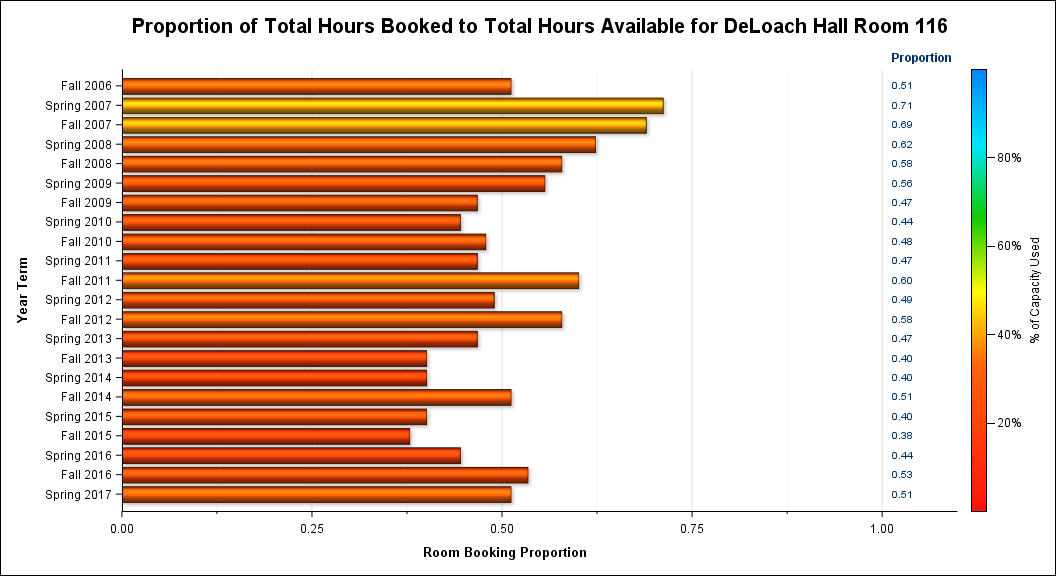 Proportion of Total Hours Booked to Total Hours Available for DeLoach Hall Room 116
Proportion
Fall 2006 0.51
Spring 2007 0.71
Fall 2007 0.69
Spring 2008 0.62
Fall 2008 0.58
Spring 2009 0.56
Fall 2009 0.47
Spring 2010 0.44
Fall 2010 0.48
Spring 2011 0.47
Fall 2011 0.60
Spring 2012 0.49
Fall 2012 0.58
Spring 2013 0.47
Fall 2013 0.40
Spring 2014 0.40
Fall 2014 0.51
Spring 2015 0.40
Fall 2015 0.38
Spring 2016 0.44
Fall 2016 0.53
Spring 2017 0.51
Year Term
0.00 0.25 0.50 0.75 1.00
Room Booking Proportion
80%
60%
40%
20%
% of Capacity Used